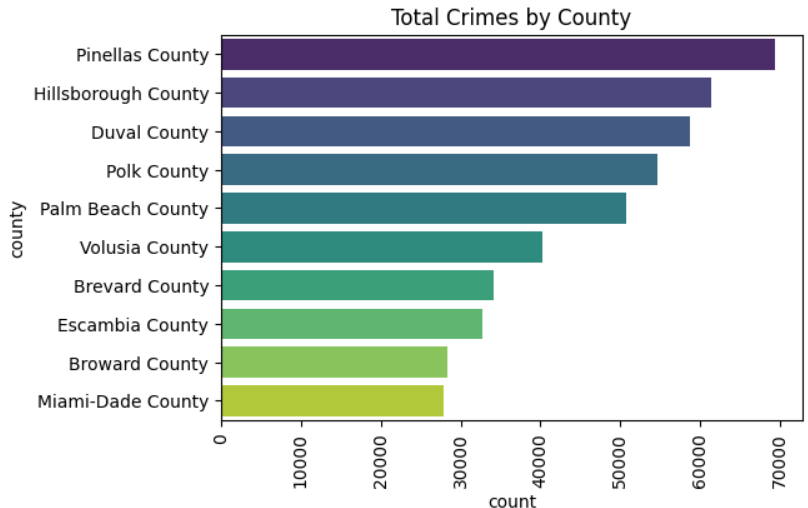 Total Crimes by County
county
Pinellas County
Hillsborough County
Duval County
Polk County
Palm Beach County
Volusia County
Brevard County
Escambia County
Broward County
Miami-Dade County
0
10000
20000
30000
40000
50000
60000
70000
count